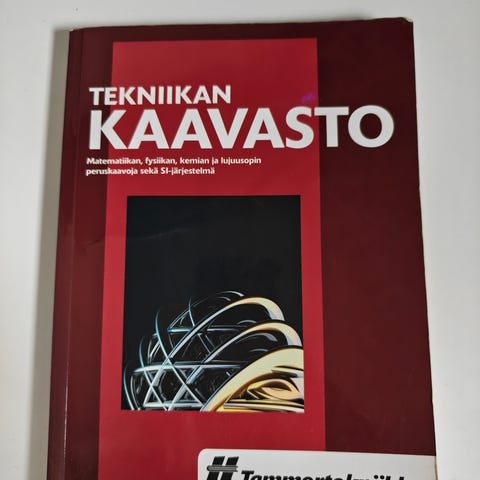 TEKNIIKAN
KAAVASTO
Matematiikan, fysiikan, kemian ja lujuusopin
peruskaavoja sekä SI-järjestelmä